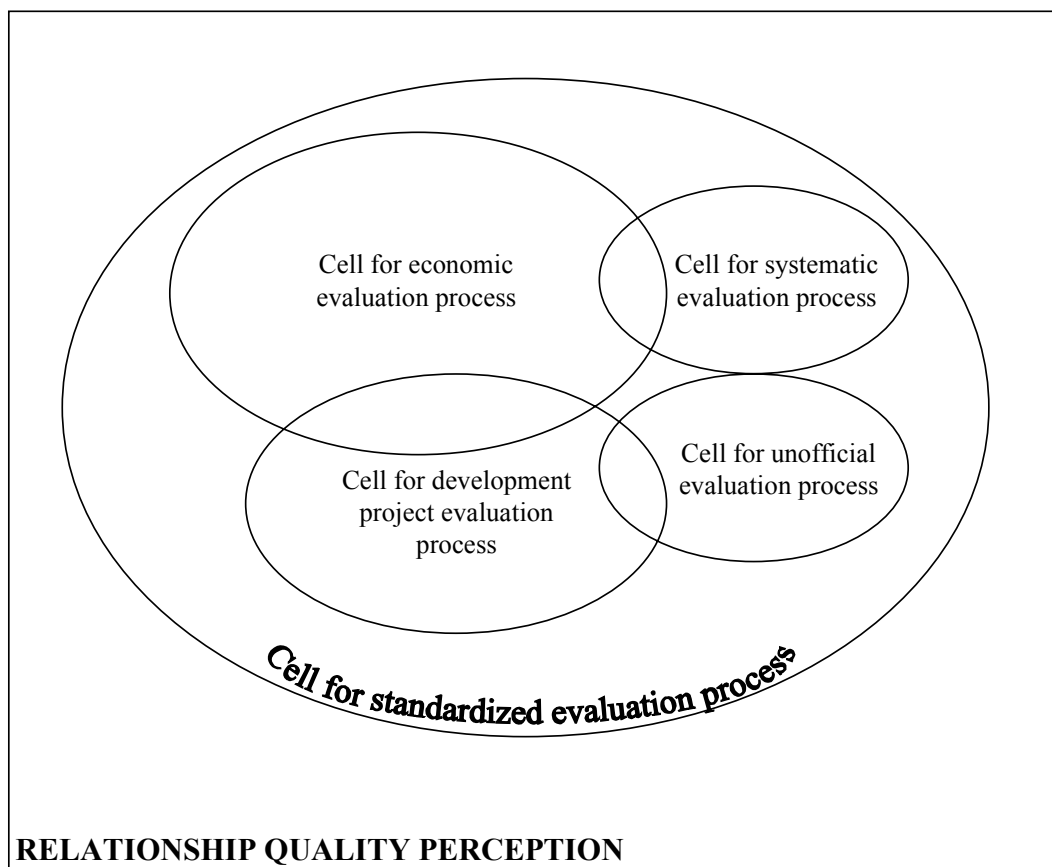 Cell for economic
evaluation process
Cell for systematic
evaluation process
Cell for development
project evaluation
process
Cell for unofficial
evaluation process
Cell for standardized evaluation process
RELATIONSHIP QUALITY PERCEPTION